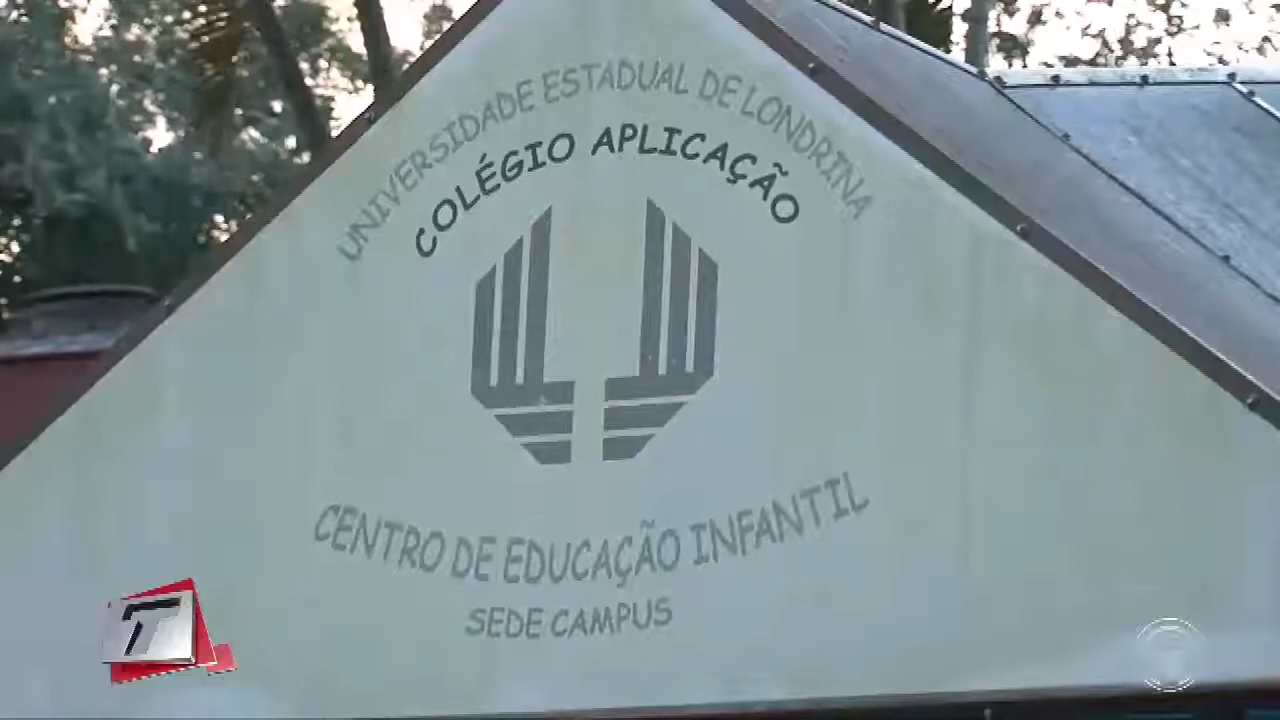 UNIVERSIDADE ESTADUAL DE LONDRINA
COLÉGIO APLICAÇÃO
CENTRO DE EDUCAÇÃO INFANTIL
SEDE CAMPUS
T